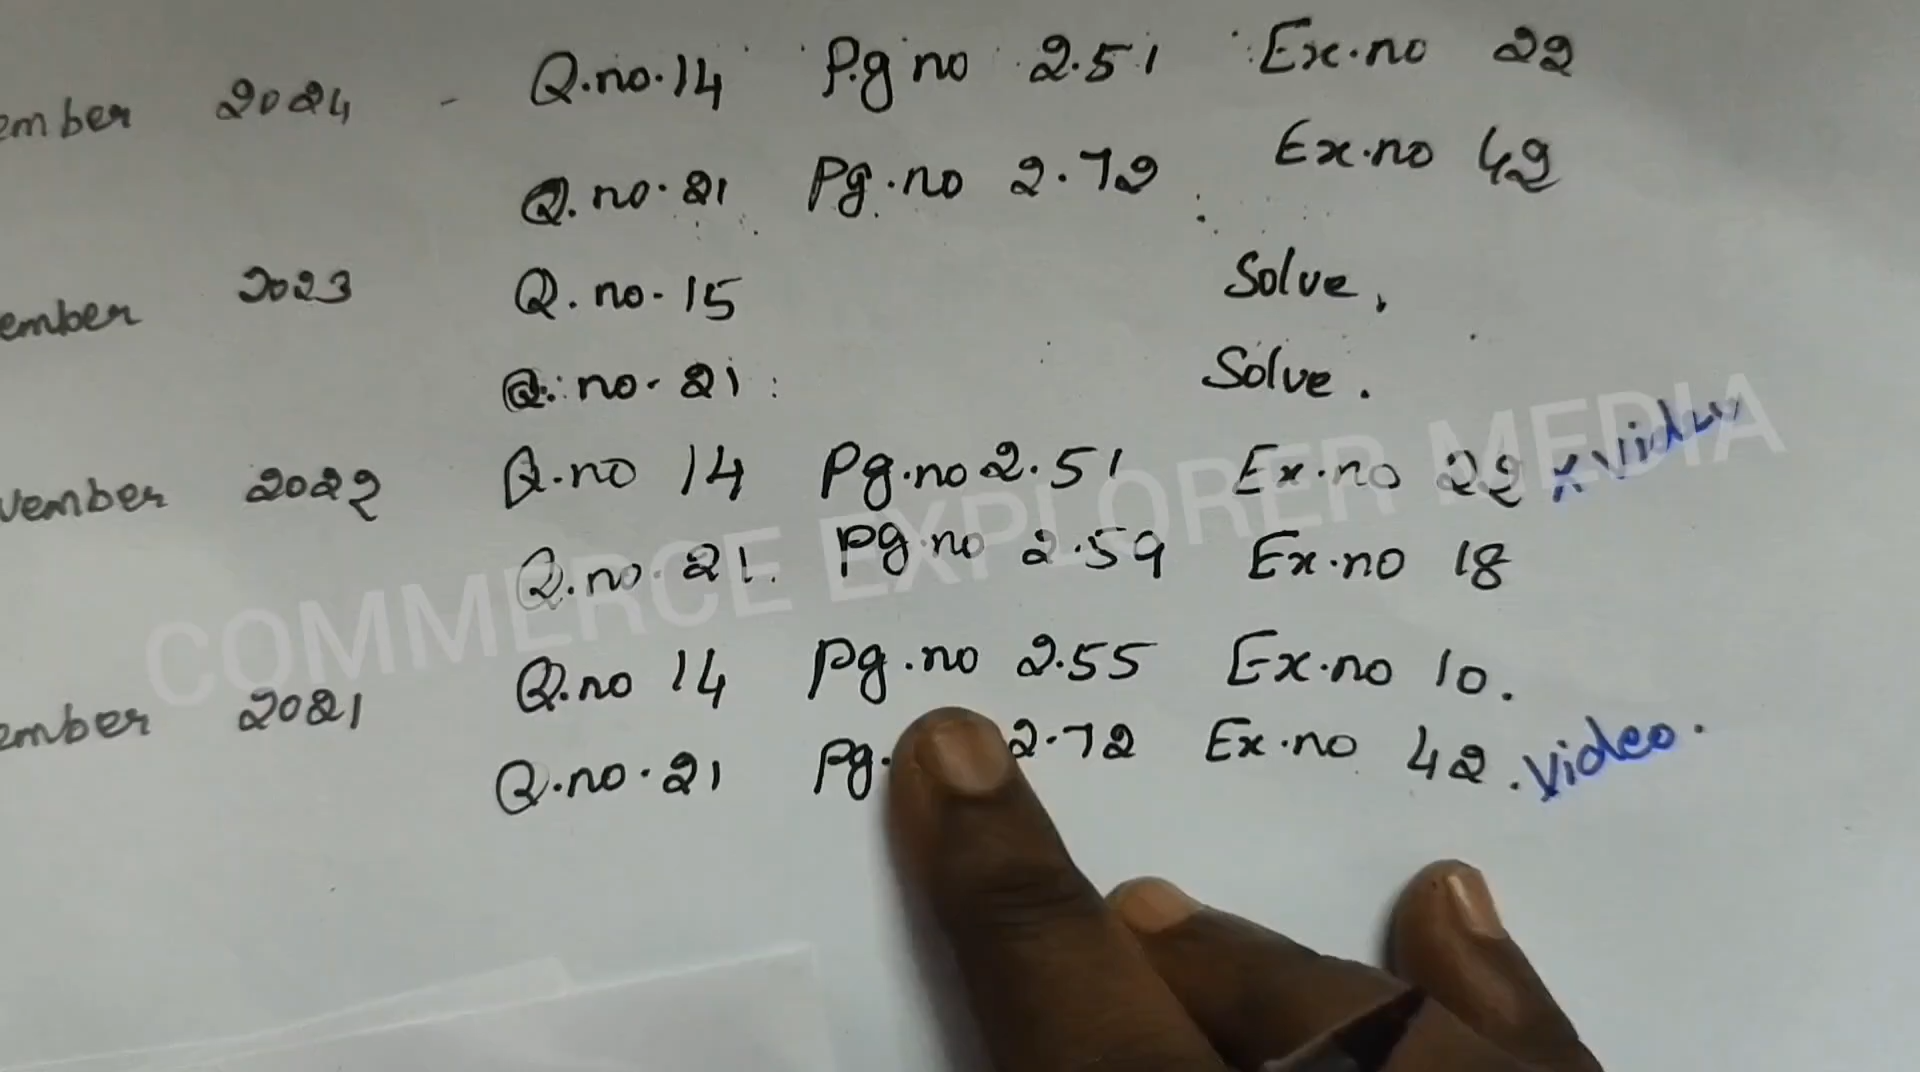 ember 2024 - Q.no.14 Pg no 2.51 Ex.no 22
Q.no.21 Pg.no 2.72 Ex.no 42
ember 2023 Q.no.15 Solve.
Q.no.21 Solve.
vember 2022 Q.no 14 Pg.no 2.51 Ex.no 22 x video
Q.no 21. Pg.no 2.59 Ex.no 18
COMMERCE EXPLORER MEDIA
ember 2021 Q.no 14 Pg.no 2.55 Ex.no 10.
Q.no.21 Pg. 2.72 Ex.no 42. video.